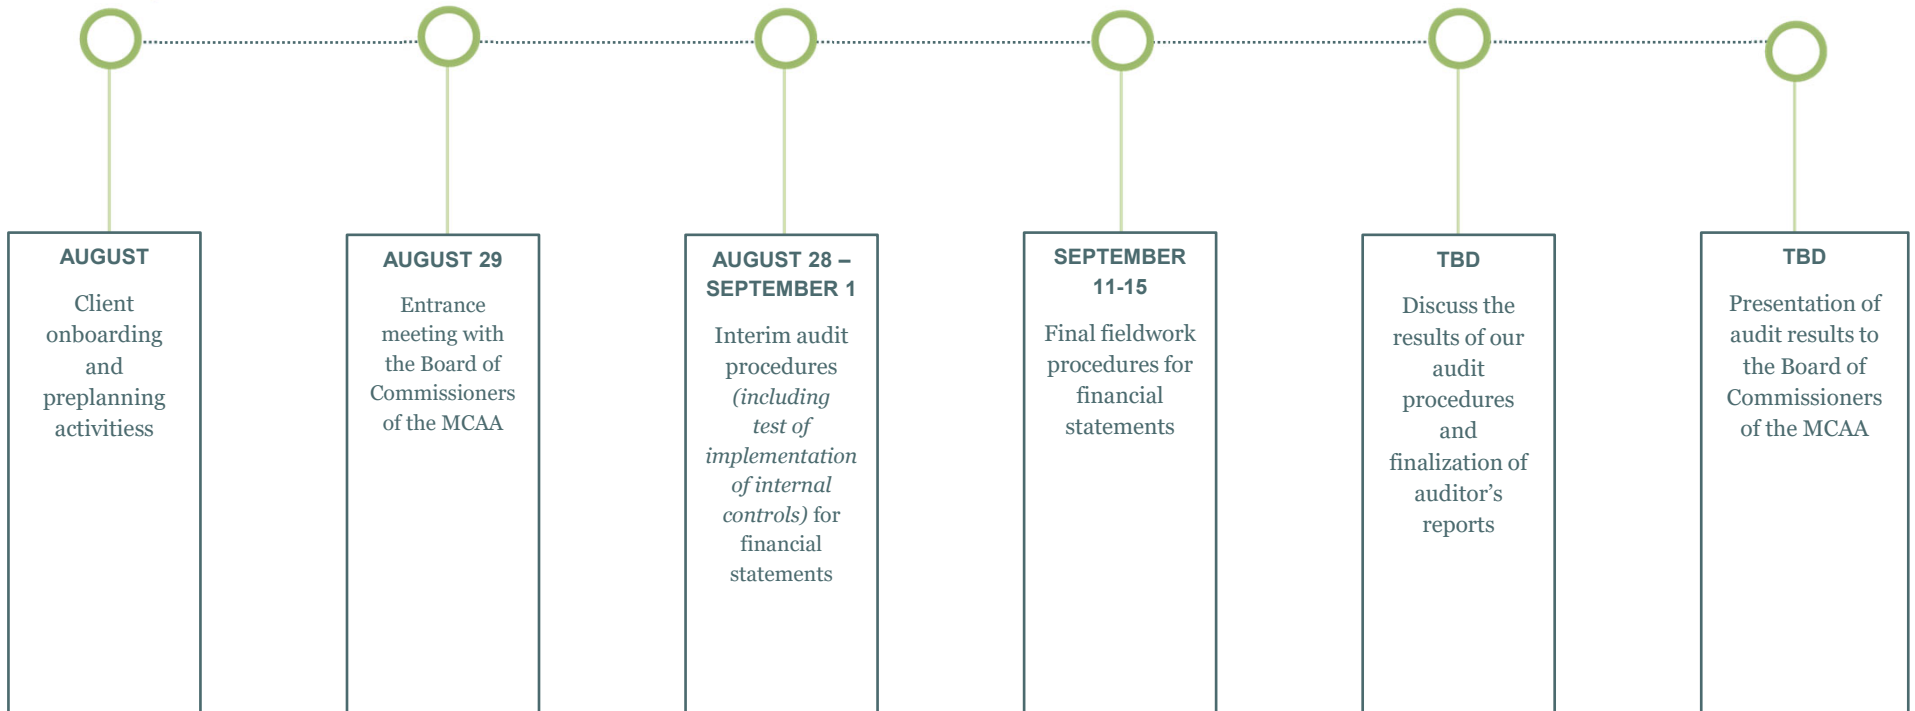 AUGUST
Client
onboarding
and
preplanning
activitiess
AUGUST 29
Entrance
meeting with
the Board of
Commissioners
of the MCAA
AUGUST 28 –
SEPTEMBER 1
Interim audit
procedures
(including
test of
implementation
of internal
controls) for
financial
statements
SEPTEMBER
11-15
Final fieldwork
procedures for
financial
statements
TBD
Discuss the
results of our
audit
procedures
and
finalization of
auditor’s
reports
TBD
Presentation of
audit results to
the Board of
Commissioners
of the MCAA